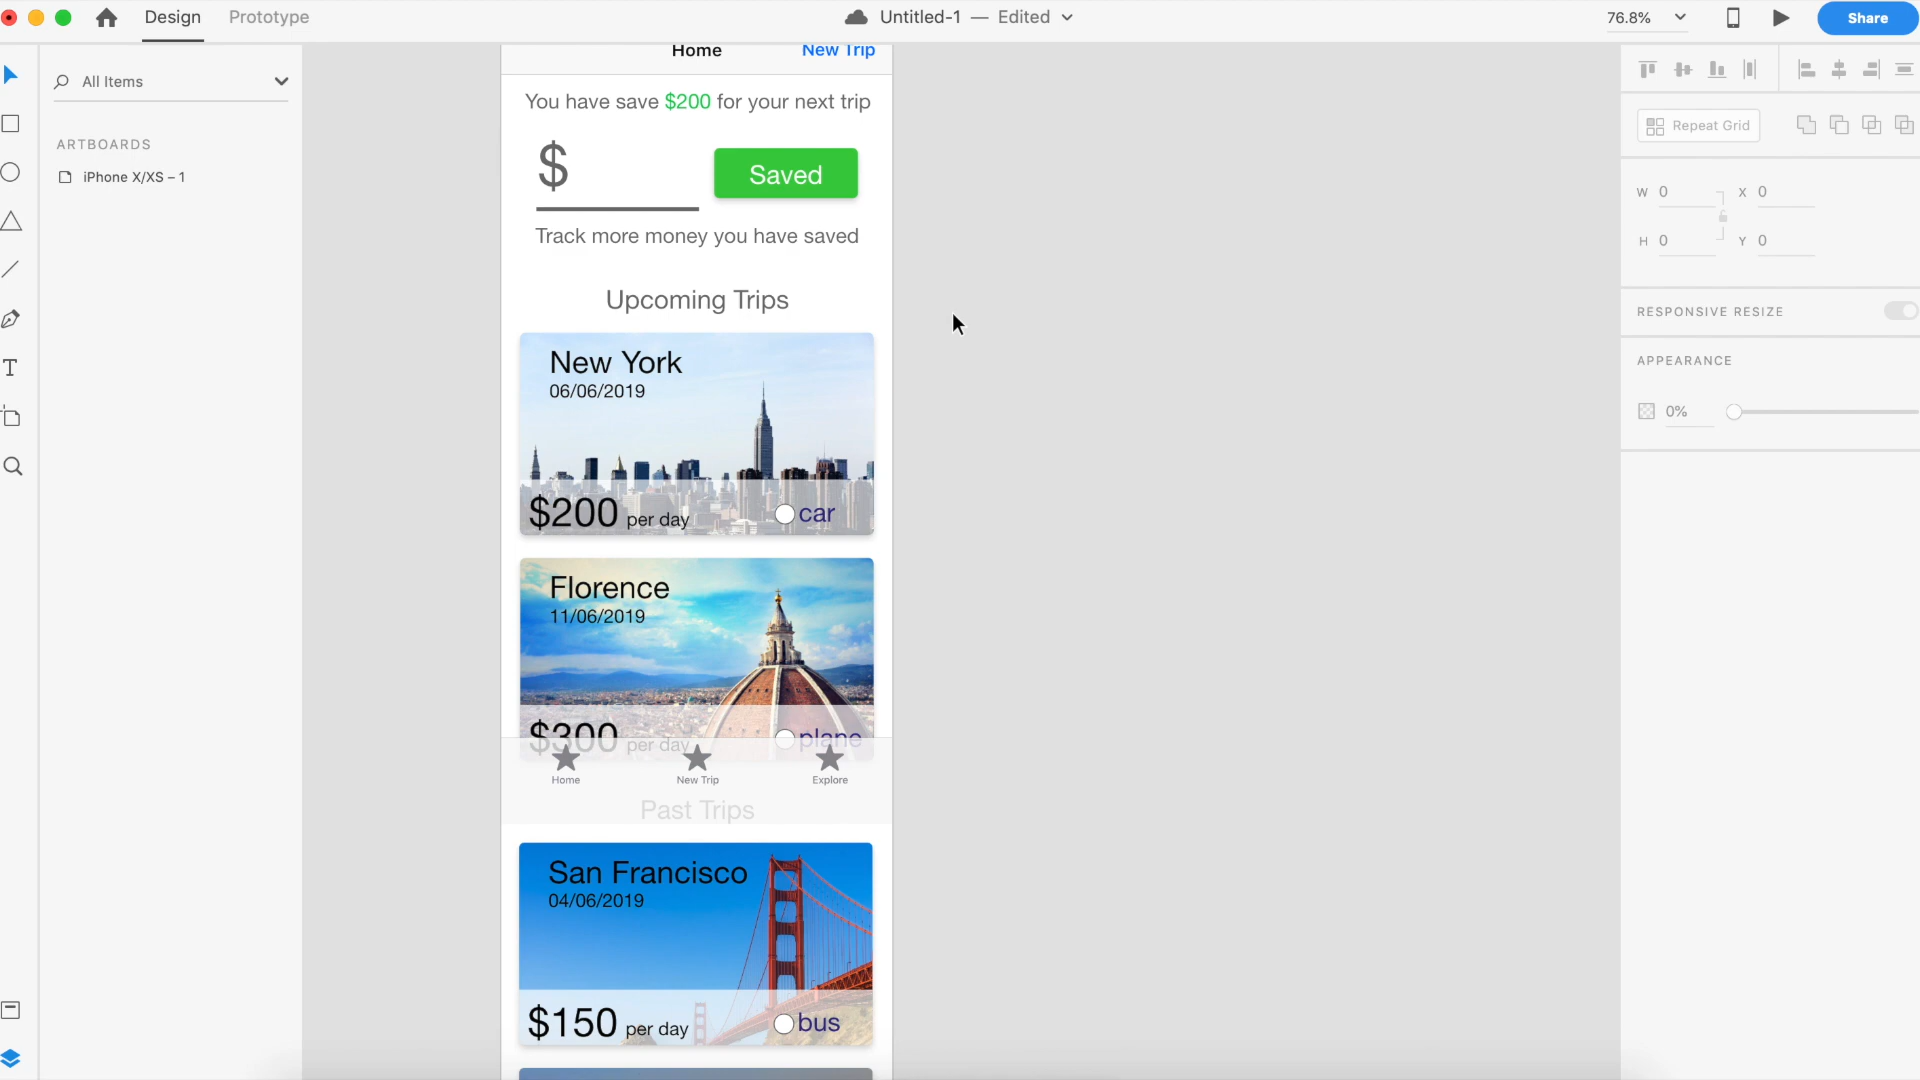 Design Prototype Untitled-1 — Edited 76.8% Share
Home New Trip
All Items
You have save $200 for your next trip
ARTBOARDS
iPhone X/XS – 1
$ Saved
Track more money you have saved
Upcoming Trips
New York
06/06/2019
$200 per day car
Florence
11/06/2019
$300 per day plane
Home New Trip Explore
Past Trips
San Francisco
04/06/2019
$150 per day bus
Repeat Grid
W 0 X 0
H 0 Y 0
RESPONSIVE RESIZE
APPEARANCE
0%